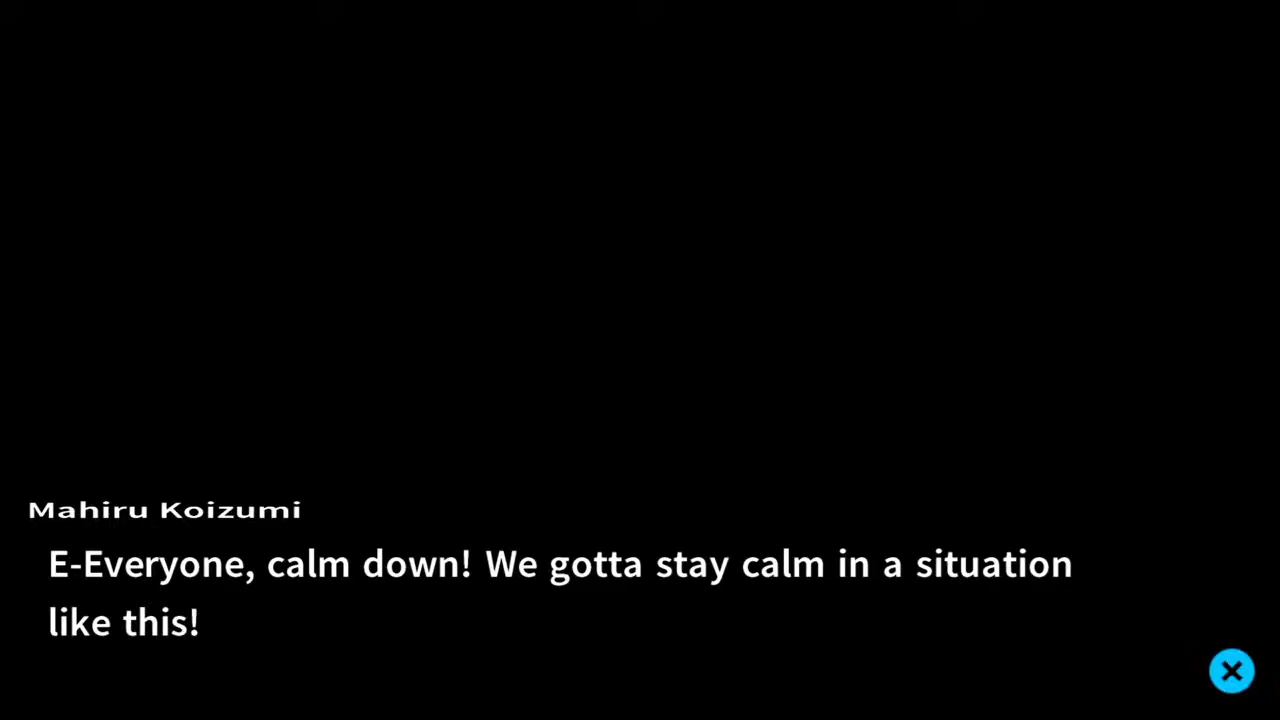 Mahiru Koizumi
E-Everyone, calm down! We gotta stay calm in a situation
like this!